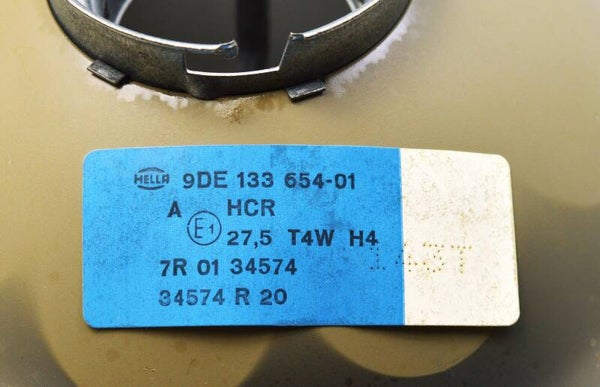 HELLA 9DE 133 654-01
A HCR
E1 27,5 T4W H4
7R 01 34574
34574 R 20